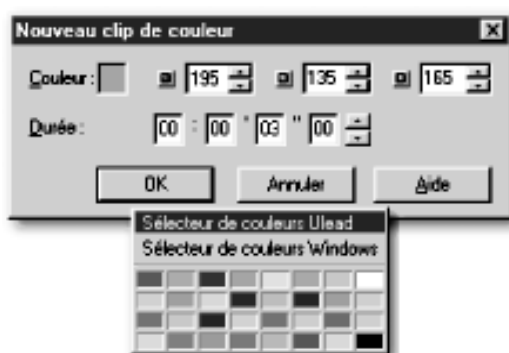 Nouveau clip de couleur
Couleur : 195 135 165
Durée : 00 : 00 ' 03 " 00
OK Annuler Aide
Sélecteur de couleurs Ulead
Sélecteur de couleurs Windows